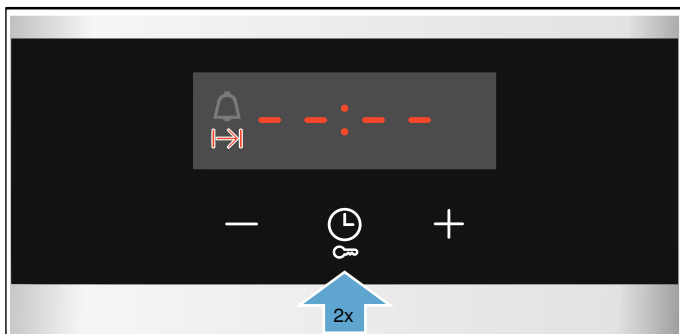 – –:– –
2x